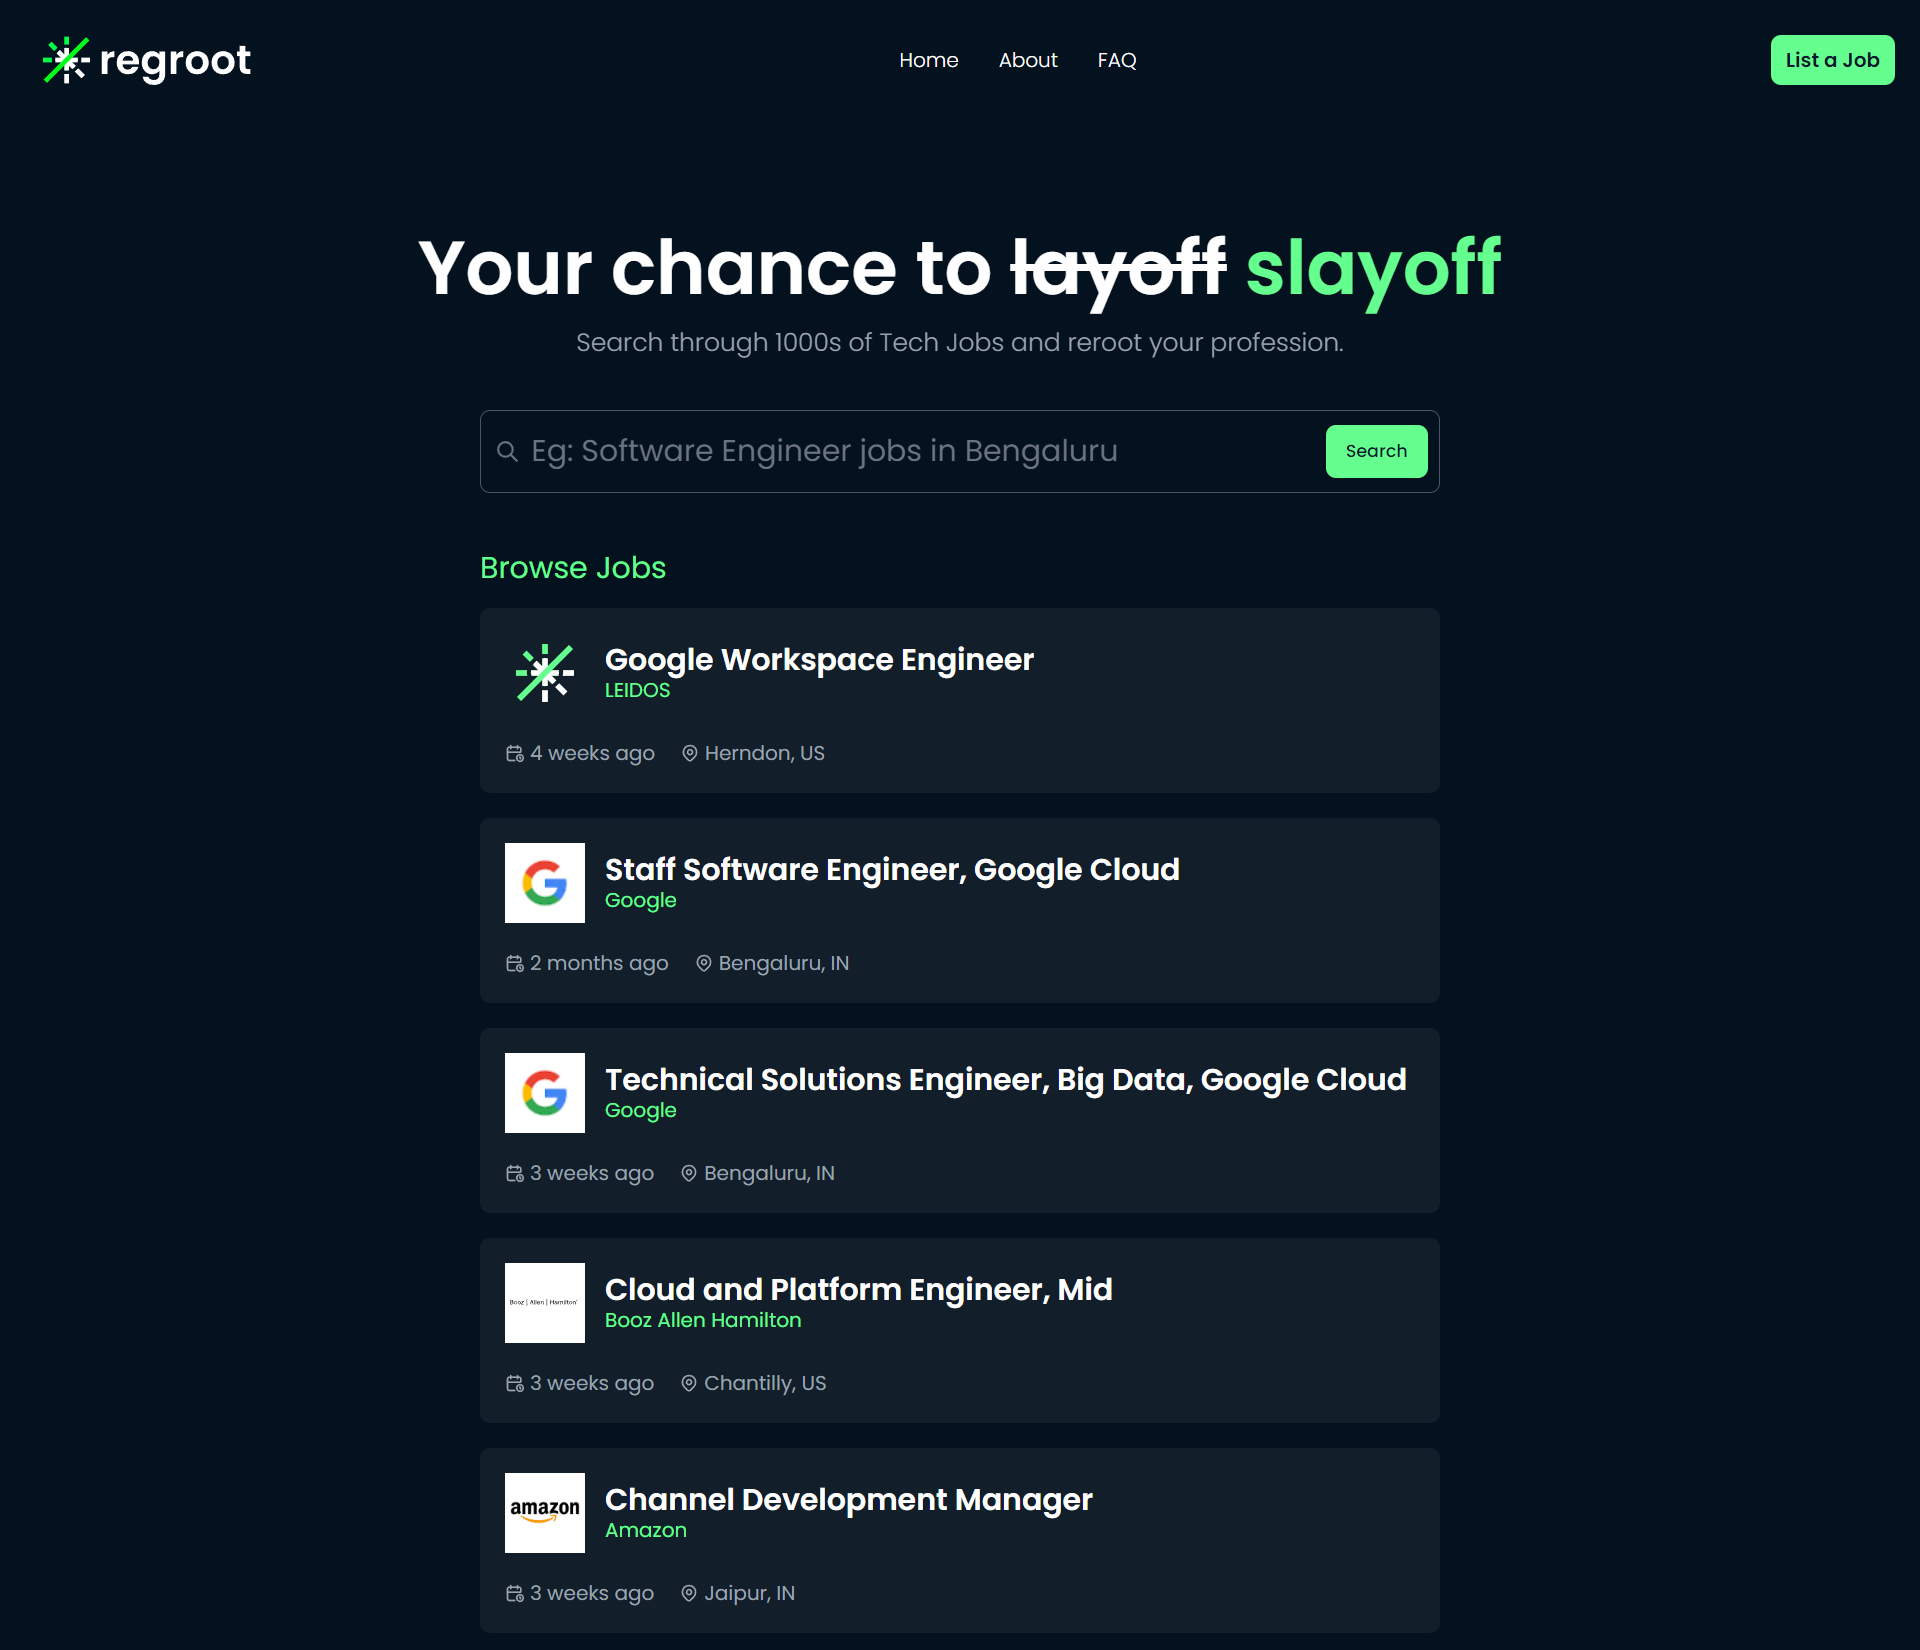 regroot
Home About FAQ
List a Job
Your chance to layoff slayoff
Search through 1000s of Tech Jobs and reroot your profession.
Eg: Software Engineer jobs in Bengaluru
Search
Browse Jobs
Google Workspace Engineer
LEIDOS
4 weeks ago Herndon, US
Staff Software Engineer, Google Cloud
Google
2 months ago Bengaluru, IN
Technical Solutions Engineer, Big Data, Google Cloud
Google
3 weeks ago Bengaluru, IN
Booz | Allen | Hamilton
Cloud and Platform Engineer, Mid
Booz Allen Hamilton
3 weeks ago Chantilly, US
amazon
Channel Development Manager
Amazon
3 weeks ago Jaipur, IN